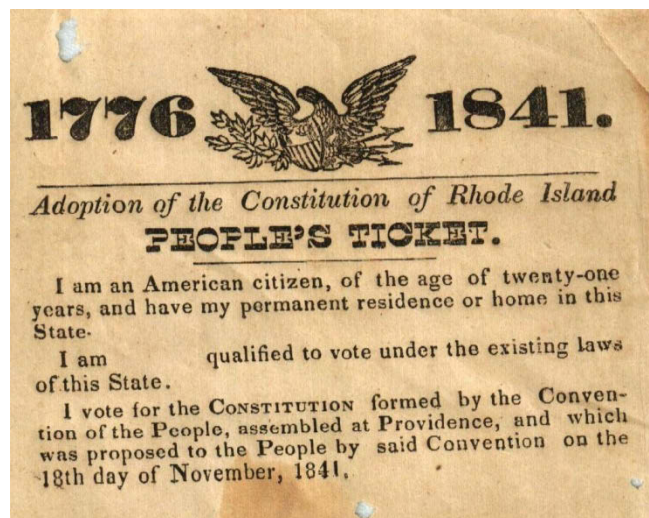 1776 1841.
Adoption of the Constitution of Rhode Island
PEOPLE'S TICKET.
I am an American citizen, of the age of twenty-one
years, and have my permanent residence or home in this
State.
I am qualified to vote under the existing laws
of this State.
I vote for the CONSTITUTION formed by the Conven-
tion of the People, assembled at Providence, and which
was proposed to the People by said Convention on the
18th day of November, 1841.